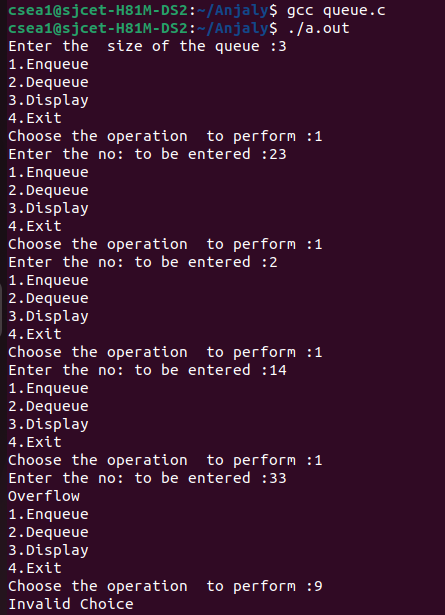 csea1@sjcet-H81M-DS2:~/Anjaly$ gcc queue.c
csea1@sjcet-H81M-DS2:~/Anjaly$ ./a.out
Enter the  size of the queue :3
1.Enqueue
2.Dequeue
3.Display
4.Exit
Choose the operation  to perform :1
Enter the no: to be entered :23
1.Enqueue
2.Dequeue
3.Display
4.Exit
Choose the operation  to perform :1
Enter the no: to be entered :2
1.Enqueue
2.Dequeue
3.Display
4.Exit
Choose the operation  to perform :1
Enter the no: to be entered :14
1.Enqueue
2.Dequeue
3.Display
4.Exit
Choose the operation  to perform :1
Enter the no: to be entered :33
Overflow
1.Enqueue
2.Dequeue
3.Display
4.Exit
Choose the operation  to perform :9
Invalid Choice